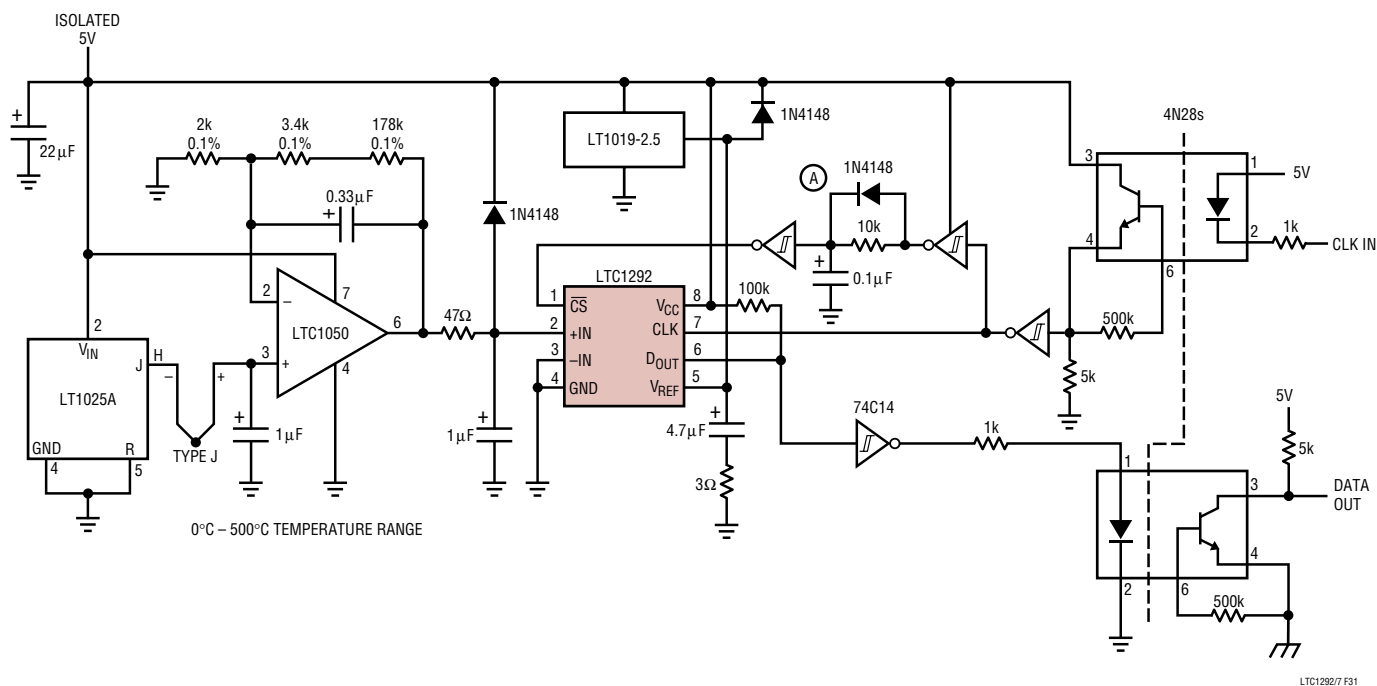 ISOLATED
5V
4N28s
1N4148
2k
0.1%
3.4k
0.1%
178k
0.1%
LT1019-2.5
22µF
+
0.33µF
+
1N4148
A
1N4148
10k
3
1
5V
4
2
1k
CLK IN
6
+
0.1µF
LTC1292
2
–
7
LTC1050
6
3
+
4
47Ω
1
CS
2
+IN
3
–IN
4
GND
VCC
8
100k
CLK
7
DOUT
6
VREF
5
500k
5k
2
VIN
J
H
–
+
LT1025A
GND
R
4
5
TYPE J
+
1µF
+
1µF
+
4.7µF
3Ω
74C14
1k
5V
5k
1
3
DATA
OUT
4
2
6
500k
0°C – 500°C TEMPERATURE RANGE
LTC1292/7 F31